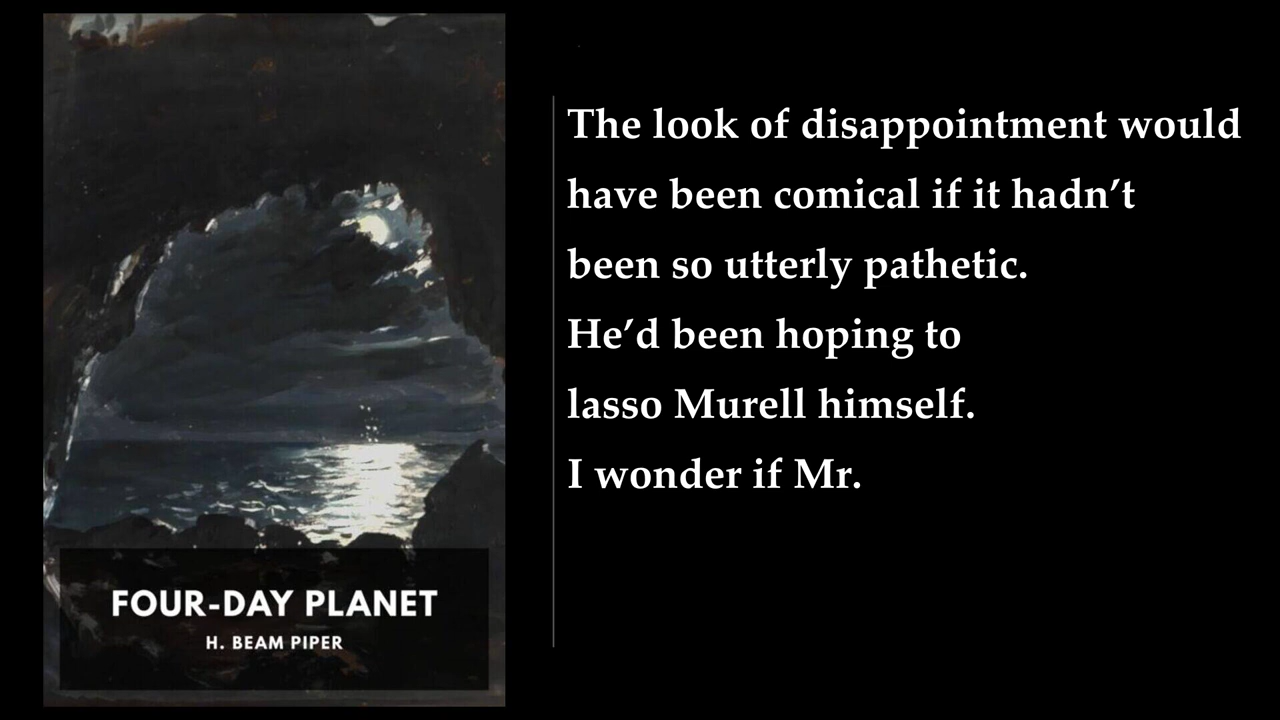 FOUR-DAY PLANET
H. BEAM PIPER
The look of disappointment would
have been comical if it hadn’t
been so utterly pathetic.
He’d been hoping to
lasso Murell himself.
I wonder if Mr.